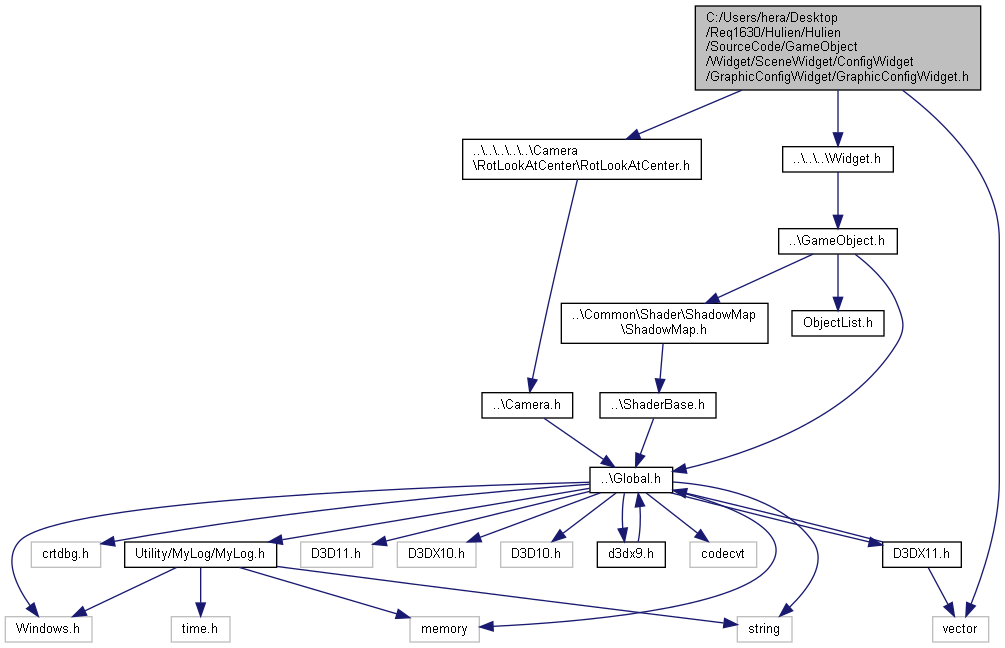 C:/Users/hera/Desktop
/Req1630/Hulien/Hulien
/SourceCode/GameObject
/Widget/SceneWidget/ConfigWidget
/GraphicConfigWidget/GraphicConfigWidget.h
..\..\..\..\..\Camera
\RotLookAtCenter\RotLookAtCenter.h
..\..\..\Widget.h
..\GameObject.h
..\Common\Shader\ShadowMap
\ShadowMap.h
ObjectList.h
..\Camera.h
..\ShaderBase.h
..\Global.h
crtdbg.h
Utility/MyLog/MyLog.h
D3D11.h
D3DX10.h
D3D10.h
d3dx9.h
codecvt
D3DX11.h
Windows.h
time.h
memory
string
vector